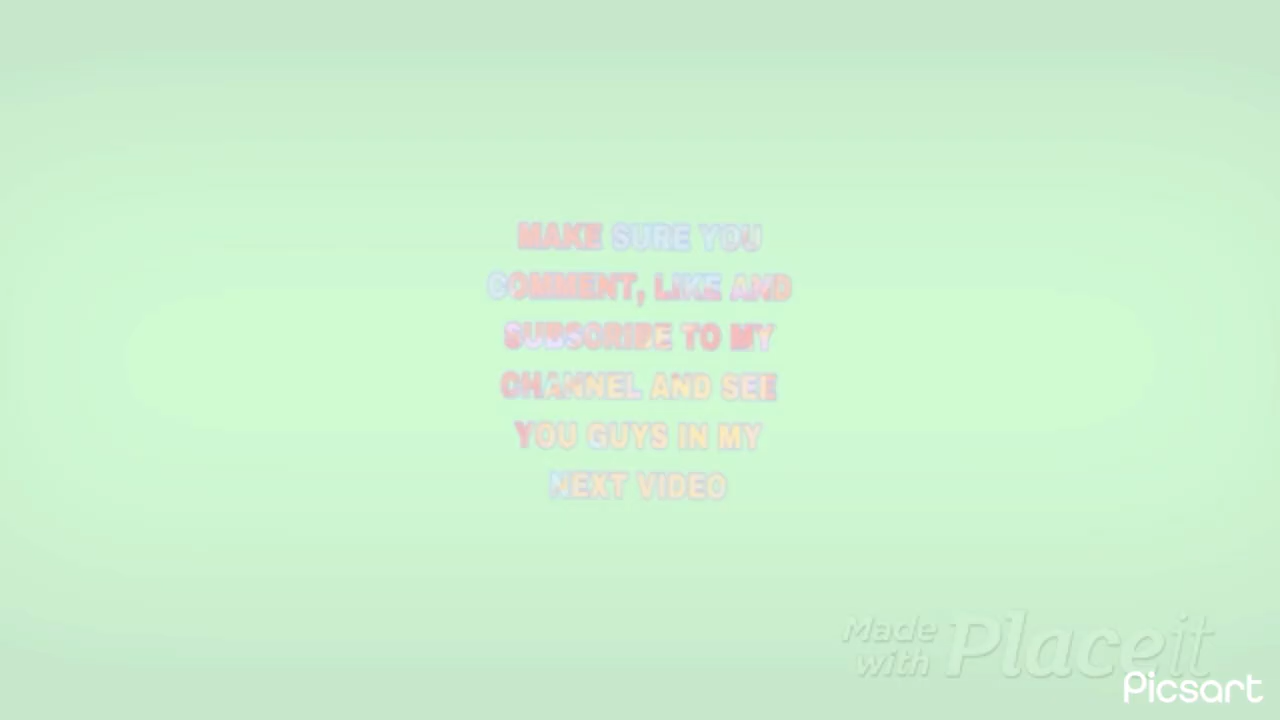 MAKE SURE YOU
COMMENT, LIKE AND
SUBSCRIBE TO MY
CHANNEL AND SEE
YOU GUYS IN MY
NEXT VIDEO
Made
with Placeit
Picsart